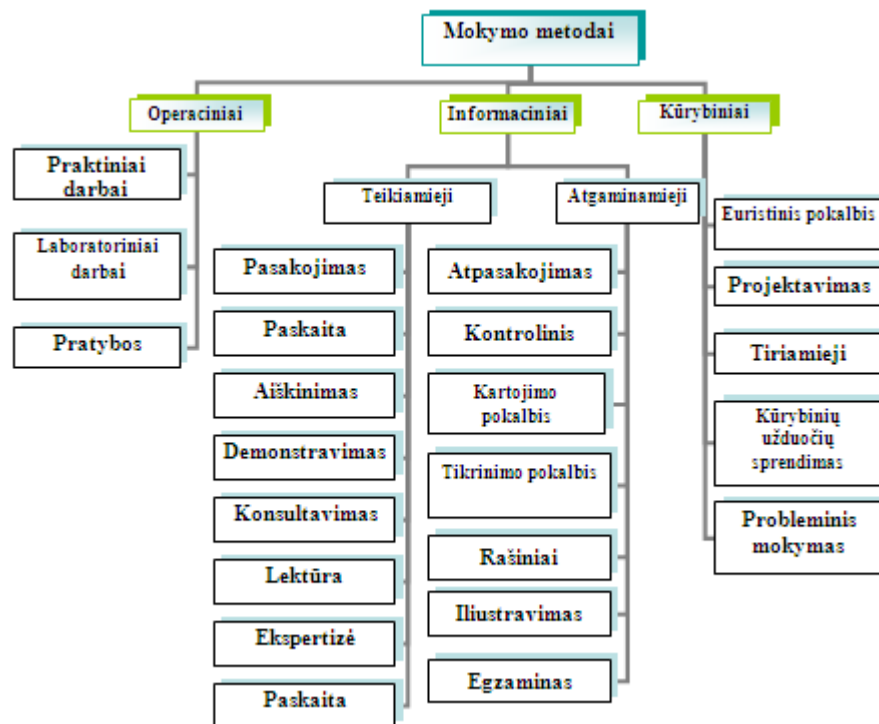 Mokymo metodai
Operaciniai
Informaciniai
Kūrybiniai
Praktiniai
darbai
Laboratoriniai
darbai
Pratybos
Teikiamieji
Pasakojimas
Paskaita
Aiškinimas
Demonstravimas
Konsultavimas
Lektūra
Ekspertizė
Paskaita
Atgaminamieji
Atpasakojimas
Kontrolinis
Kartojimo
pokalbis
Tikrinimo pokalbis
Rašiniai
Iliustravimas
Egzaminas
Euristinis pokalbis
Projektavimas
Tiriamieji
Kūrybinių
užduočių
sprendimas
Probleminis
mokymas